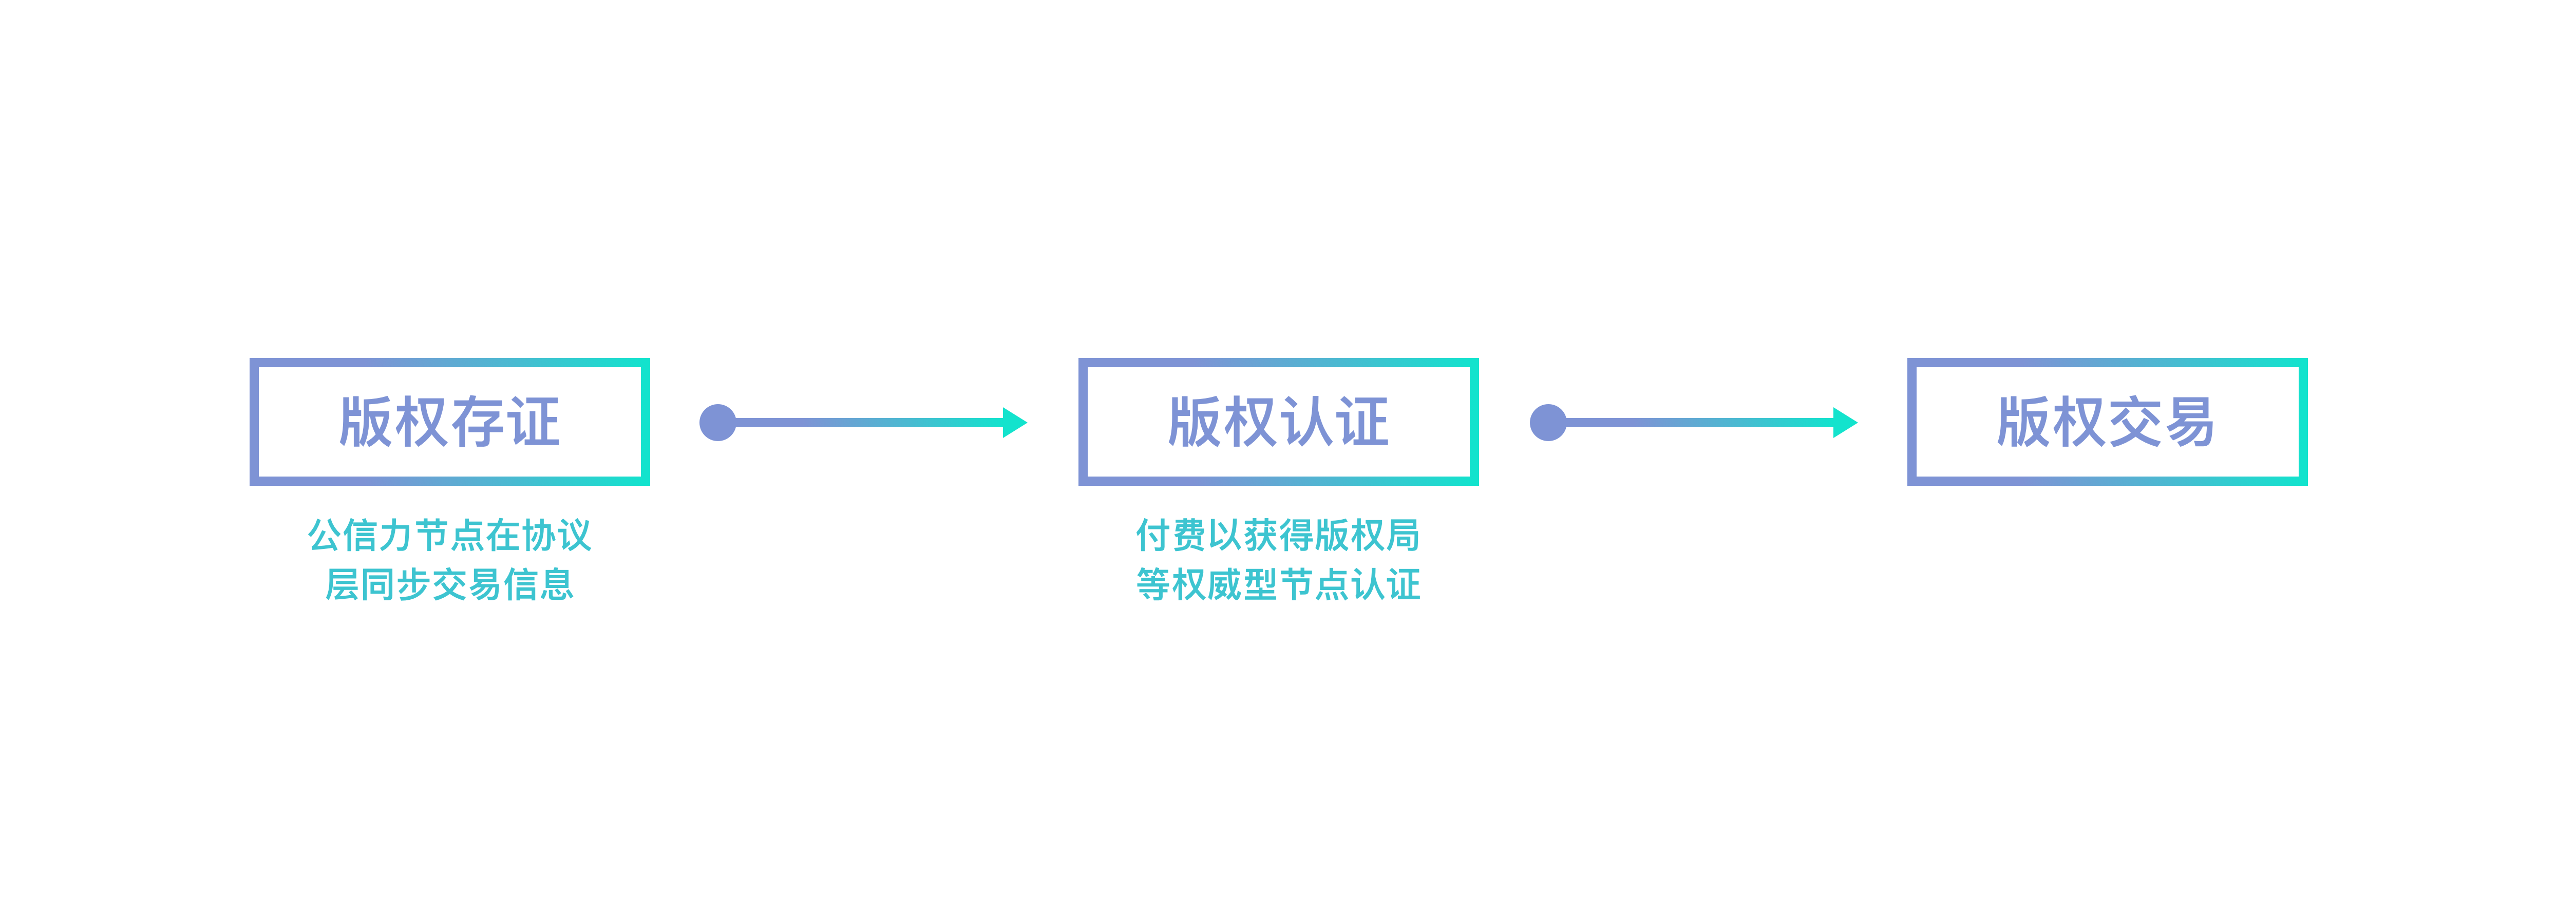 版权存证
公信力节点在协议
层同步交易信息
版权认证
付费以获得版权局
等权威型节点认证
版权交易